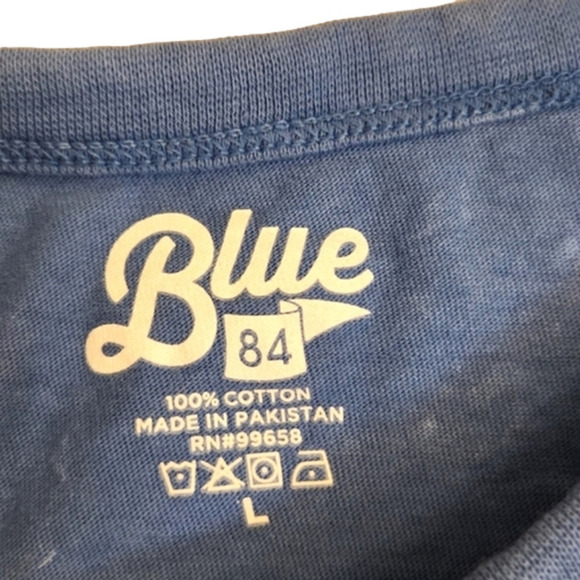 Blue
84
100% COTTON
MADE IN PAKISTAN
RN#99658
L